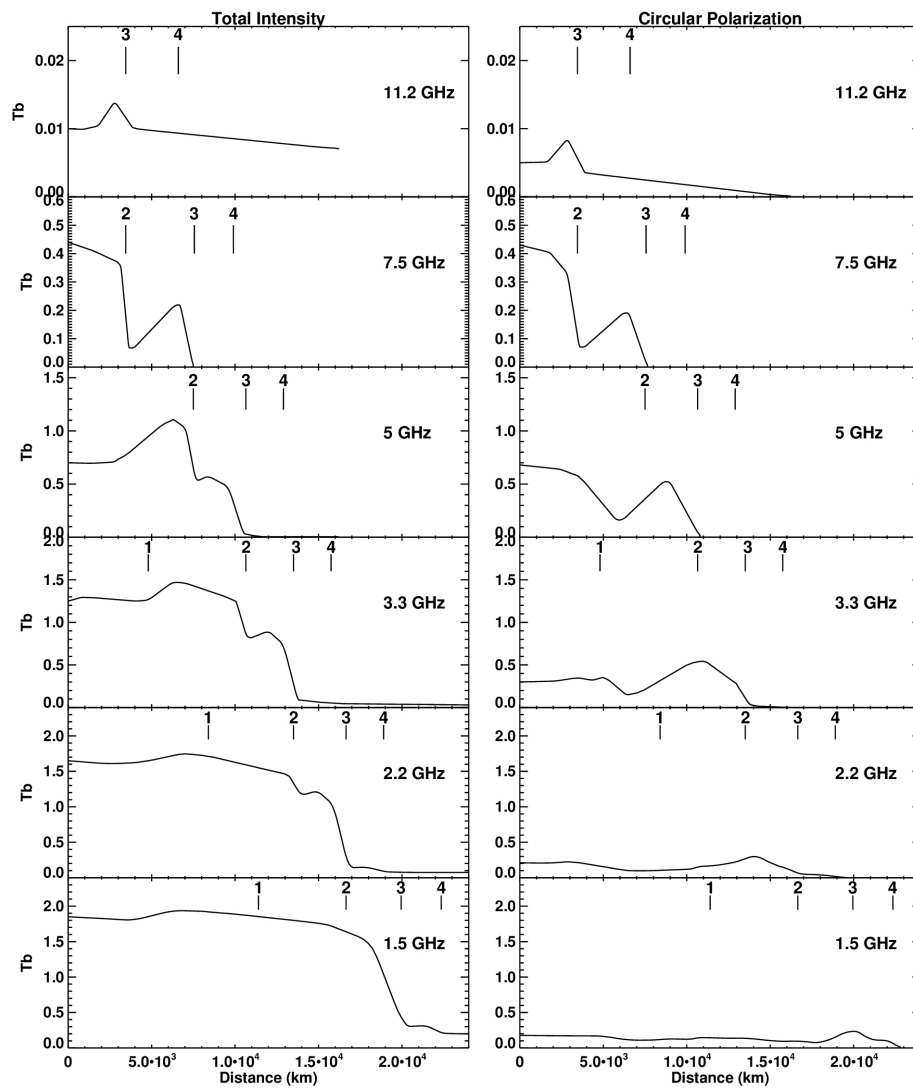 Total Intensity Circular Polarization
3 4 3 4
0.02 0.02
11.2 GHz 11.2 GHz
Tb
0.01 0.01
0.00 0.00
0.6 0.6
2 3 4 2 3 4
0.5 0.5
7.5 GHz 7.5 GHz
0.4 0.4
Tb
0.3 0.3
0.2 0.2
0.1 0.1
0.0 0.0
2 3 4 2 3 4
1.5 1.5
5 GHz 5 GHz
1.0 1.0
Tb
0.5 0.5
0.0 0.0
2.0 2.0
1 2 3 4 1 2 3 4
1.5 1.5
3.3 GHz 3.3 GHz
Tb
1.0 1.0
0.5 0.5
0.0 0.0
1 2 3 4 1 2 3 4
2.0 2.0
2.2 GHz 2.2 GHz
1.5 1.5
Tb
1.0 1.0
0.5 0.5
0.0 0.0
1 2 3 4 1 2 3 4
2.0 2.0
1.5 GHz 1.5 GHz
1.5 1.5
Tb
1.0 1.0
0.5 0.5
0.0 0.0
0 5.0•10³ 1.0•10⁴ 1.5•10⁴ 2.0•10⁴ 0 5.0•10³ 1.0•10⁴ 1.5•10⁴ 2.0•10⁴
Distance (km) Distance (km)